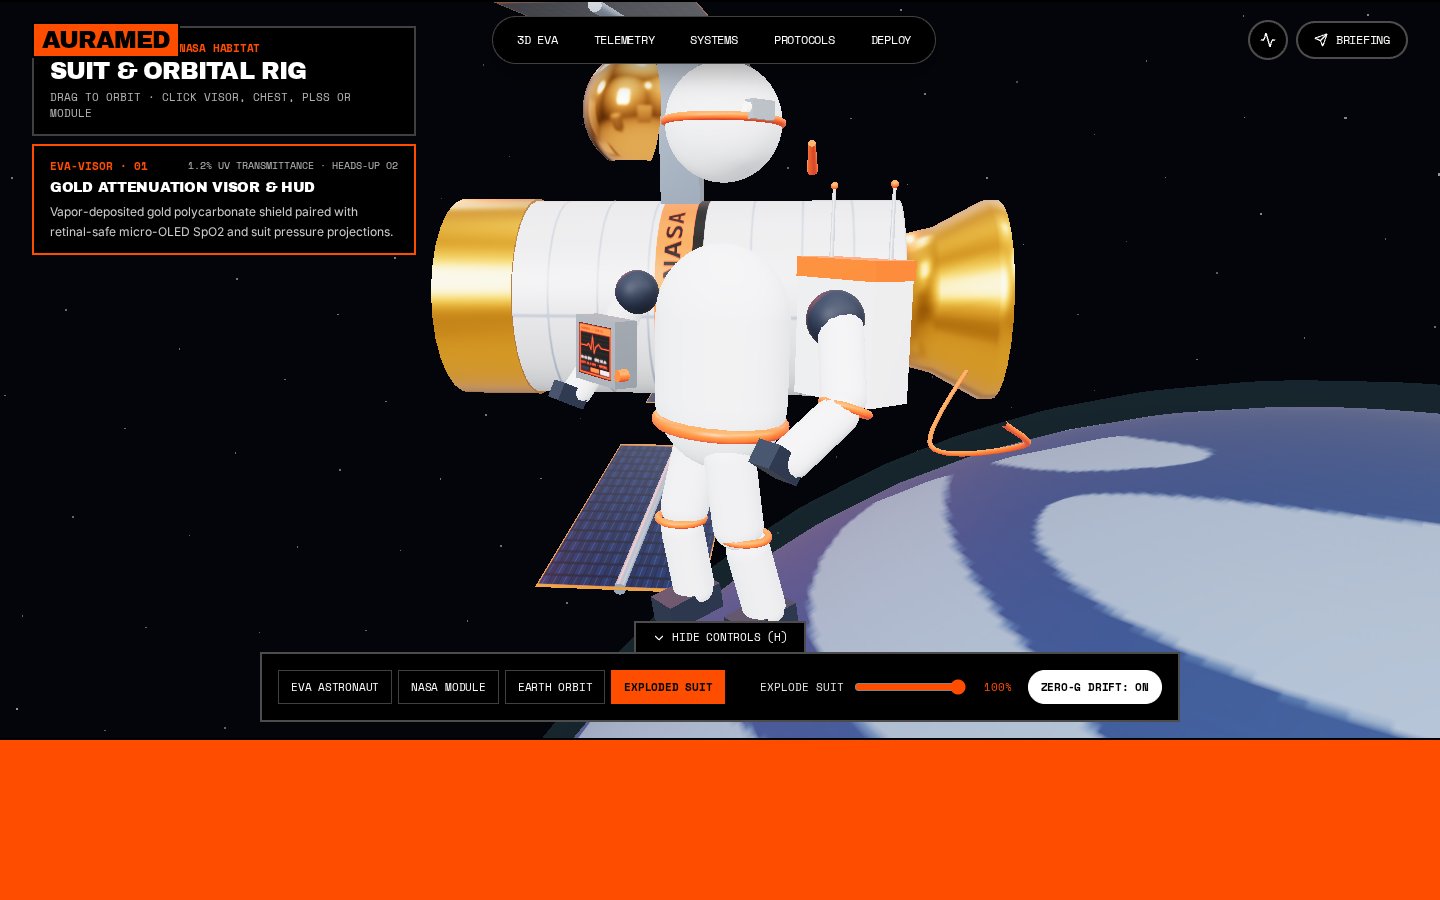 AURAMED
NASA HABITAT
SUIT & ORBITAL RIG
DRAG TO ORBIT · CLICK VISOR, CHEST, PLSS OR
MODULE
EVA-VISOR · 01
1.2% UV TRANSMITTANCE · HEADS-UP O2
GOLD ATTENUATION VISOR & HUD
Vapor-deposited gold polycarbonate shield paired with
retinal-safe micro-OLED SpO2 and suit pressure projections.
3D EVA
TELEMETRY
SYSTEMS
PROTOCOLS
DEPLOY
BRIEFING
NASA
HIDE CONTROLS (H)
EVA ASTRONAUT
NASA MODULE
EARTH ORBIT
EXPLODED SUIT
EXPLODE SUIT
100%
ZERO-G DRIFT: ON